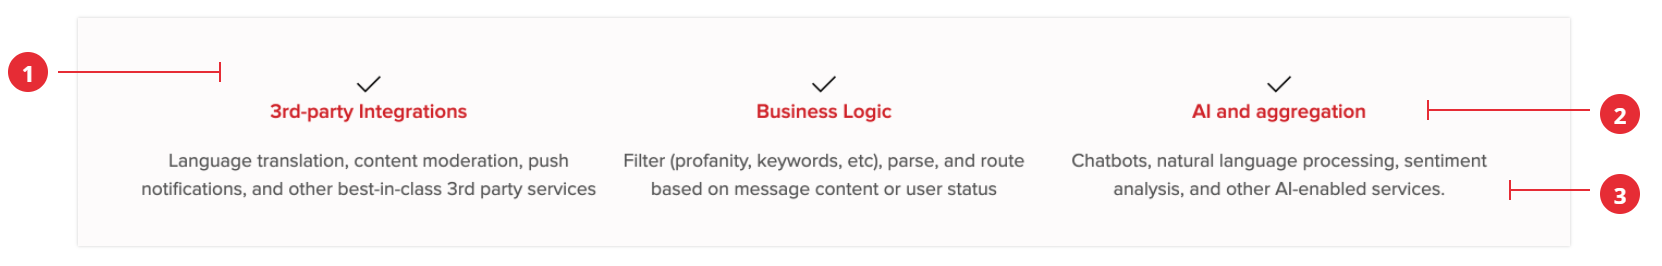 1
3rd-party Integrations
Language translation, content moderation, push
notifications, and other best-in-class 3rd party services
Business Logic
Filter (profanity, keywords, etc), parse, and route
based on message content or user status
AI and aggregation
Chatbots, natural language processing, sentiment
analysis, and other AI-enabled services.
2
3